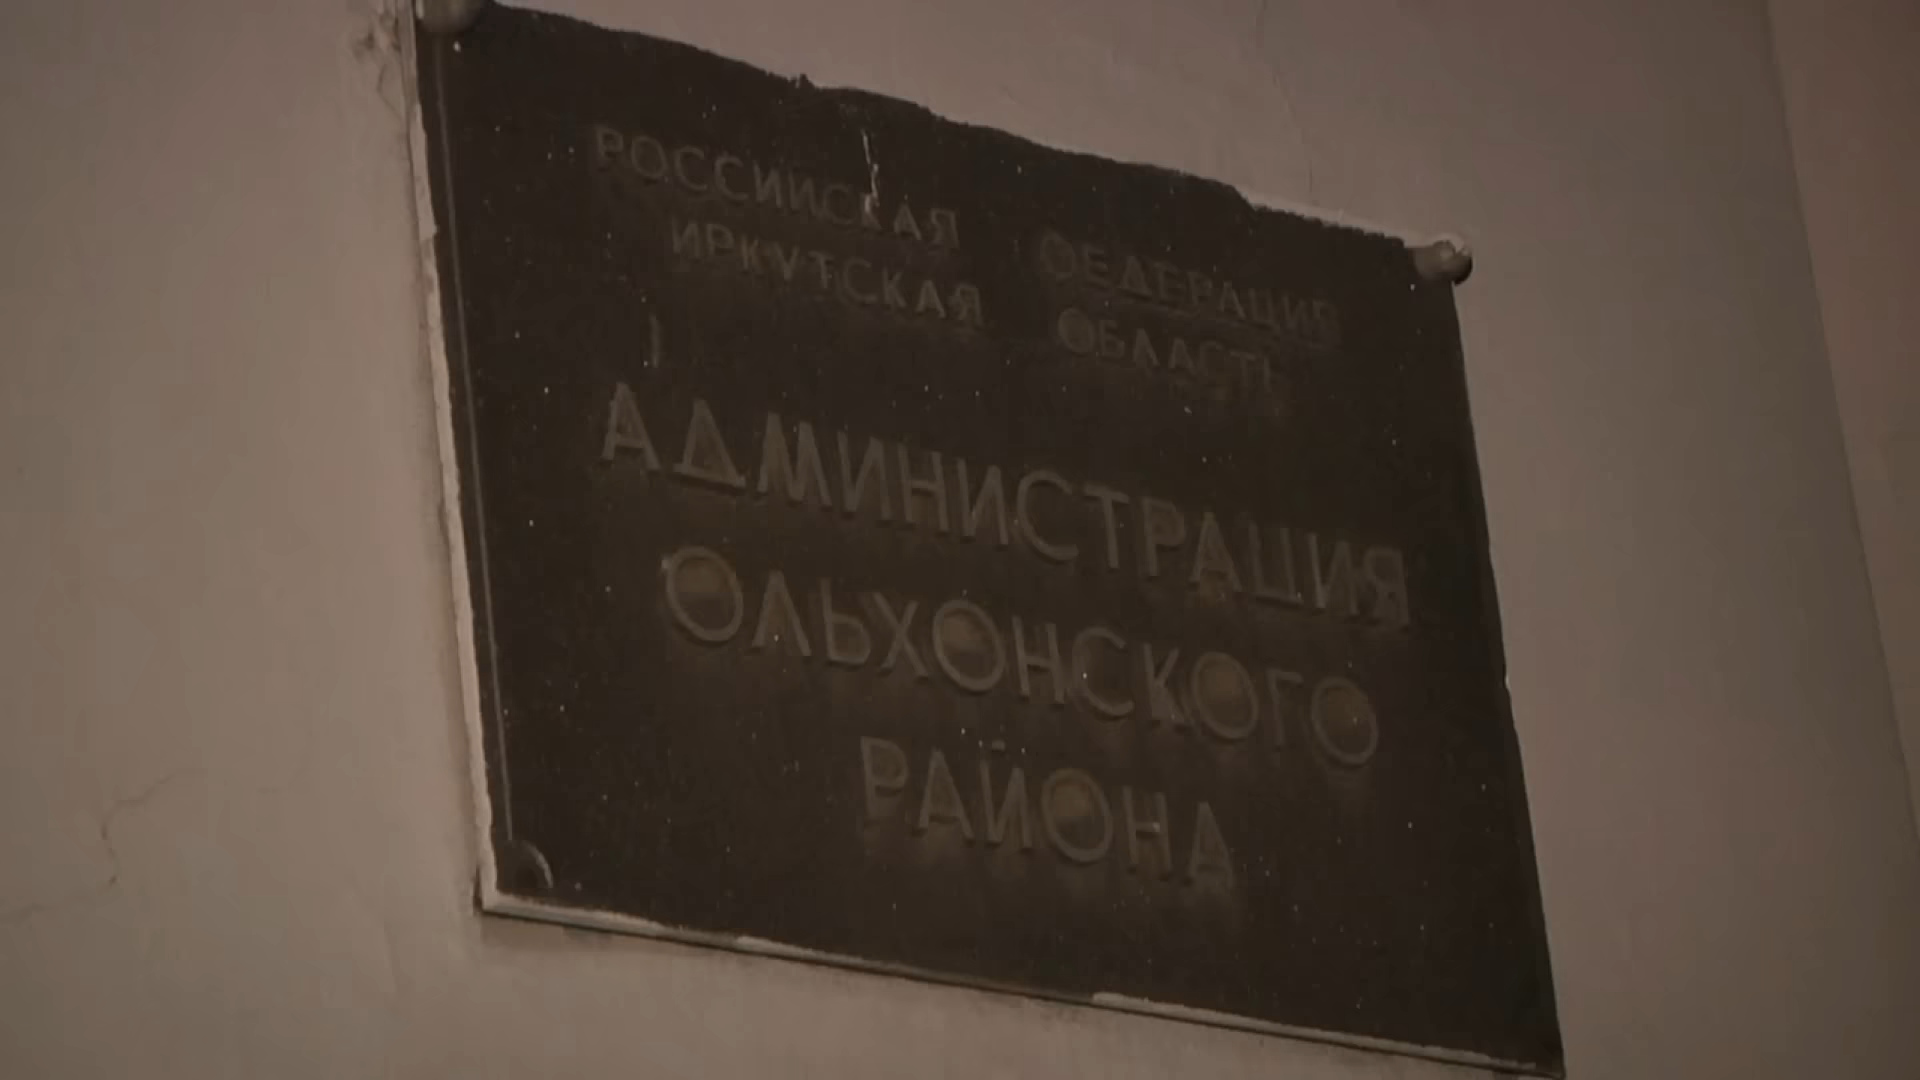 РОССИЙСКАЯ ФЕДЕРАЦИЯ
ИРКУТСКАЯ ОБЛАСТЬ
АДМИНИСТРАЦИЯ
ОЛЬХОНСКОГО
РАЙОНА